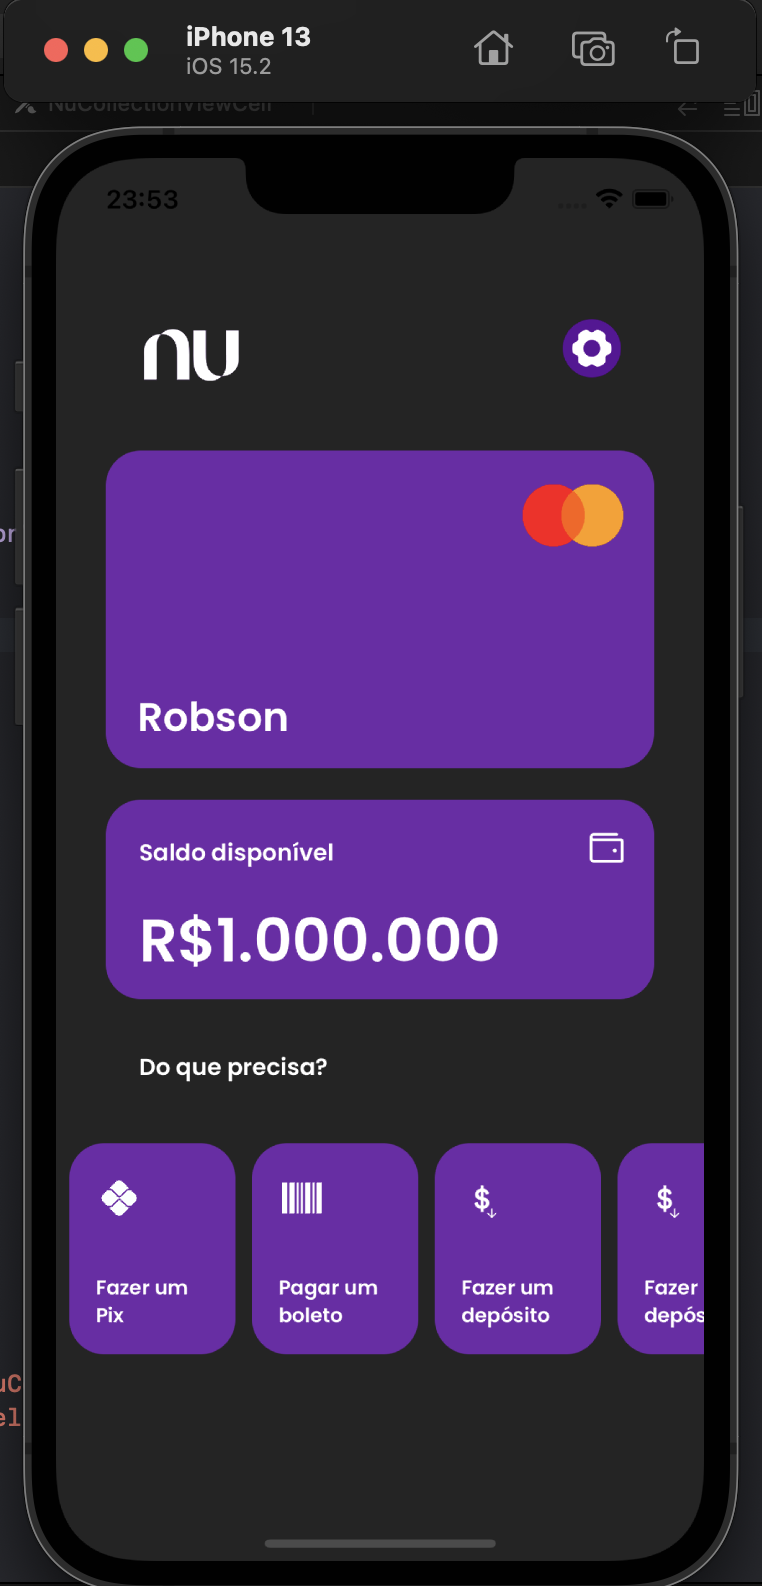 iPhone 13
iOS 15.2
NuCollectionViewCell
23:53
nu
Robson
Saldo disponível
R$1.000.000
Do que precisa?
Fazer um
Pix
Pagar um
boleto
$
Fazer um
depósito
$
Fazer
depós
or
uC
el